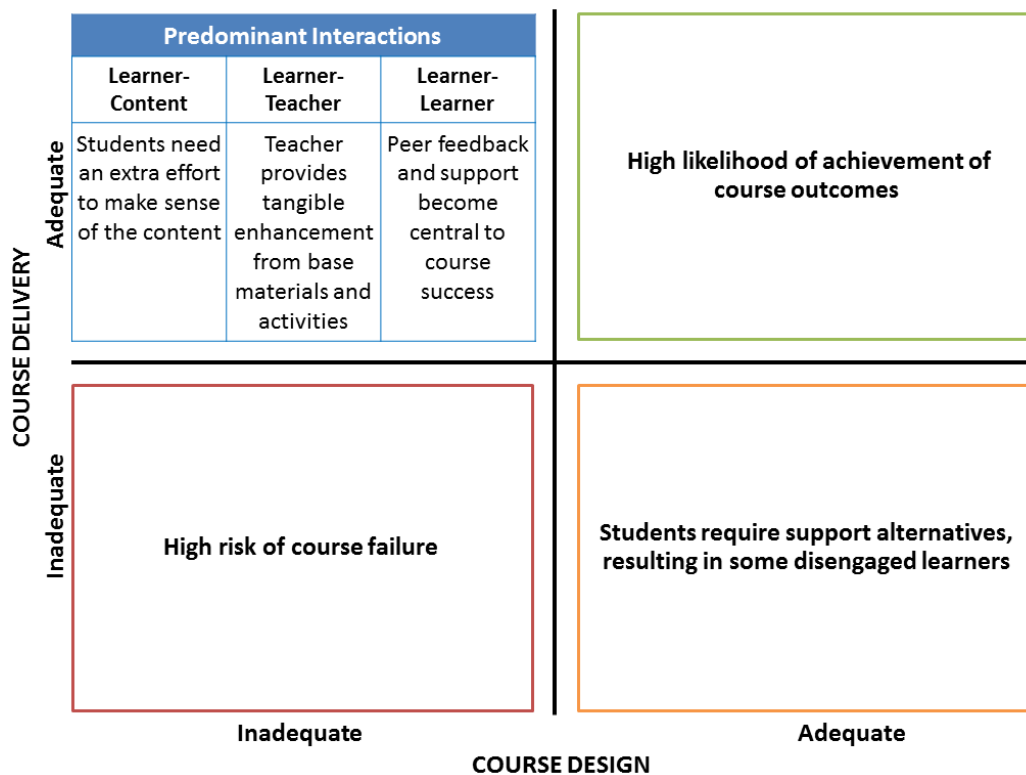 Predominant Interactions
Learner-
Content
Learner-
Teacher
Learner-
Learner
Students need
an extra effort
to make sense
of the content
Teacher
provides
tangible
enhancement
from base
materials and
activities
Peer feedback
and support
become
central to
course
success
High likelihood of achievement of
course outcomes
Adequate
COURSE DELIVERY
Inadequate
High risk of course failure
Students require support alternatives,
resulting in some disengaged learners
Inadequate
Adequate
COURSE DESIGN